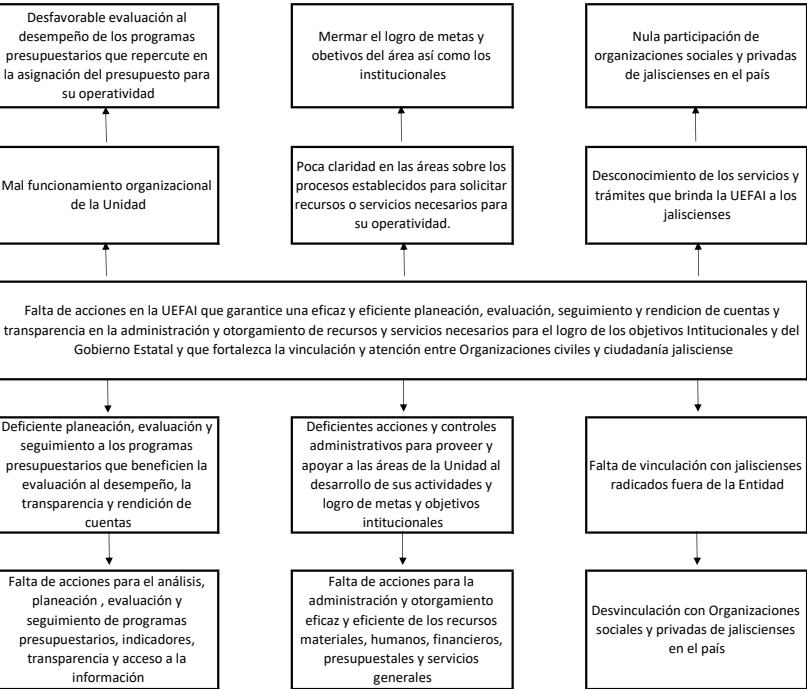 Desfavorable evaluación al
desempeño de los programas
presupuestarios que repercute en
la asignación del presupuesto para
su operatividad
Mermar el logro de metas y
obetivos del área así como los
institucionales
Nula participación de
organizaciones sociales y privadas
de jaliscienses en el país
Mal funcionamiento organizacional
de la Unidad
Poca claridad en las áreas sobre los
procesos establecidos para solicitar
recursos o servicios necesarios para
su operatividad.
Desconocimiento de los servicios y
trámites que brinda la UEFAI a los
jaliscienses
Falta de acciones en la UEFAI que garantice una eficaz y eficiente planeación, evaluación, seguimiento y rendicion de cuentas y
transparencia en la administración y otorgamiento de recursos y servicios necesarios para el logro de los objetivos Intitucionales y del
Gobierno Estatal y que fortalezca la vinculación y atención entre Organizaciones civiles y ciudadanía jalisciense
Deficiente planeación, evaluación y
seguimiento a los programas
presupuestarios que beneficien la
evaluación al desempeño, la
transparencia y rendición de
cuentas
Deficientes acciones y controles
administrativos para proveer y
apoyar a las áreas de la Unidad al
desarrollo de sus actividades y
logro de metas y objetivos
intitucionales
Falta de vinculación con jaliscienses
radicados fuera de la Entidad
Falta de acciones para el análisis,
planeación , evaluación y
seguimiento de programas
presupuestarios, indicadores,
transparencia y acceso a la
información
Falta de acciones para la
administración y otorgamiento
eficaz y eficiente de los recursos
materiales, humanos, financieros,
presupuestales y servicios
generales
Desvinculación con Organizaciones
sociales y privadas de jaliscienses
en el país